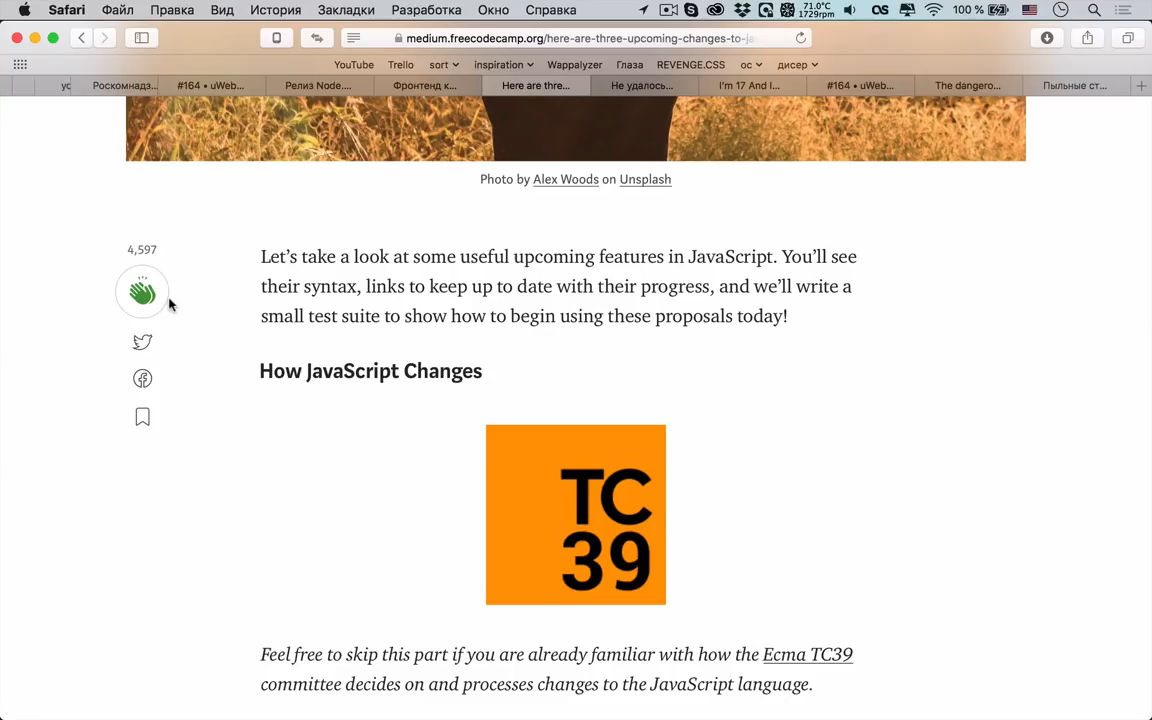 Safari Файл Правка Вид История Закладки Разработка Окно Справка 71.0°C 1729rpm 100 %
medium.freecodecamp.org/here-are-three-upcoming-changes-to-ja
YouTube Trello sort inspiration Wappalyzer Глаза REVENGE.CSS ос дисер
ус Роскомнадз... #164 • uWeb... Релиз Node.... Фронтенд к... Here are thre... Не удалось... I'm 17 And I... #164 • uWeb... The dangero... Пыльные ст...
Photo by Alex Woods on Unsplash
4,597
Let's take a look at some useful upcoming features in JavaScript. You'll see
their syntax, links to keep up to date with their progress, and we'll write a
small test suite to show how to begin using these proposals today!
How JavaScript Changes
TC
39
Feel free to skip this part if you are already familiar with how the Ecma TC39
committee decides on and processes changes to the JavaScript language.